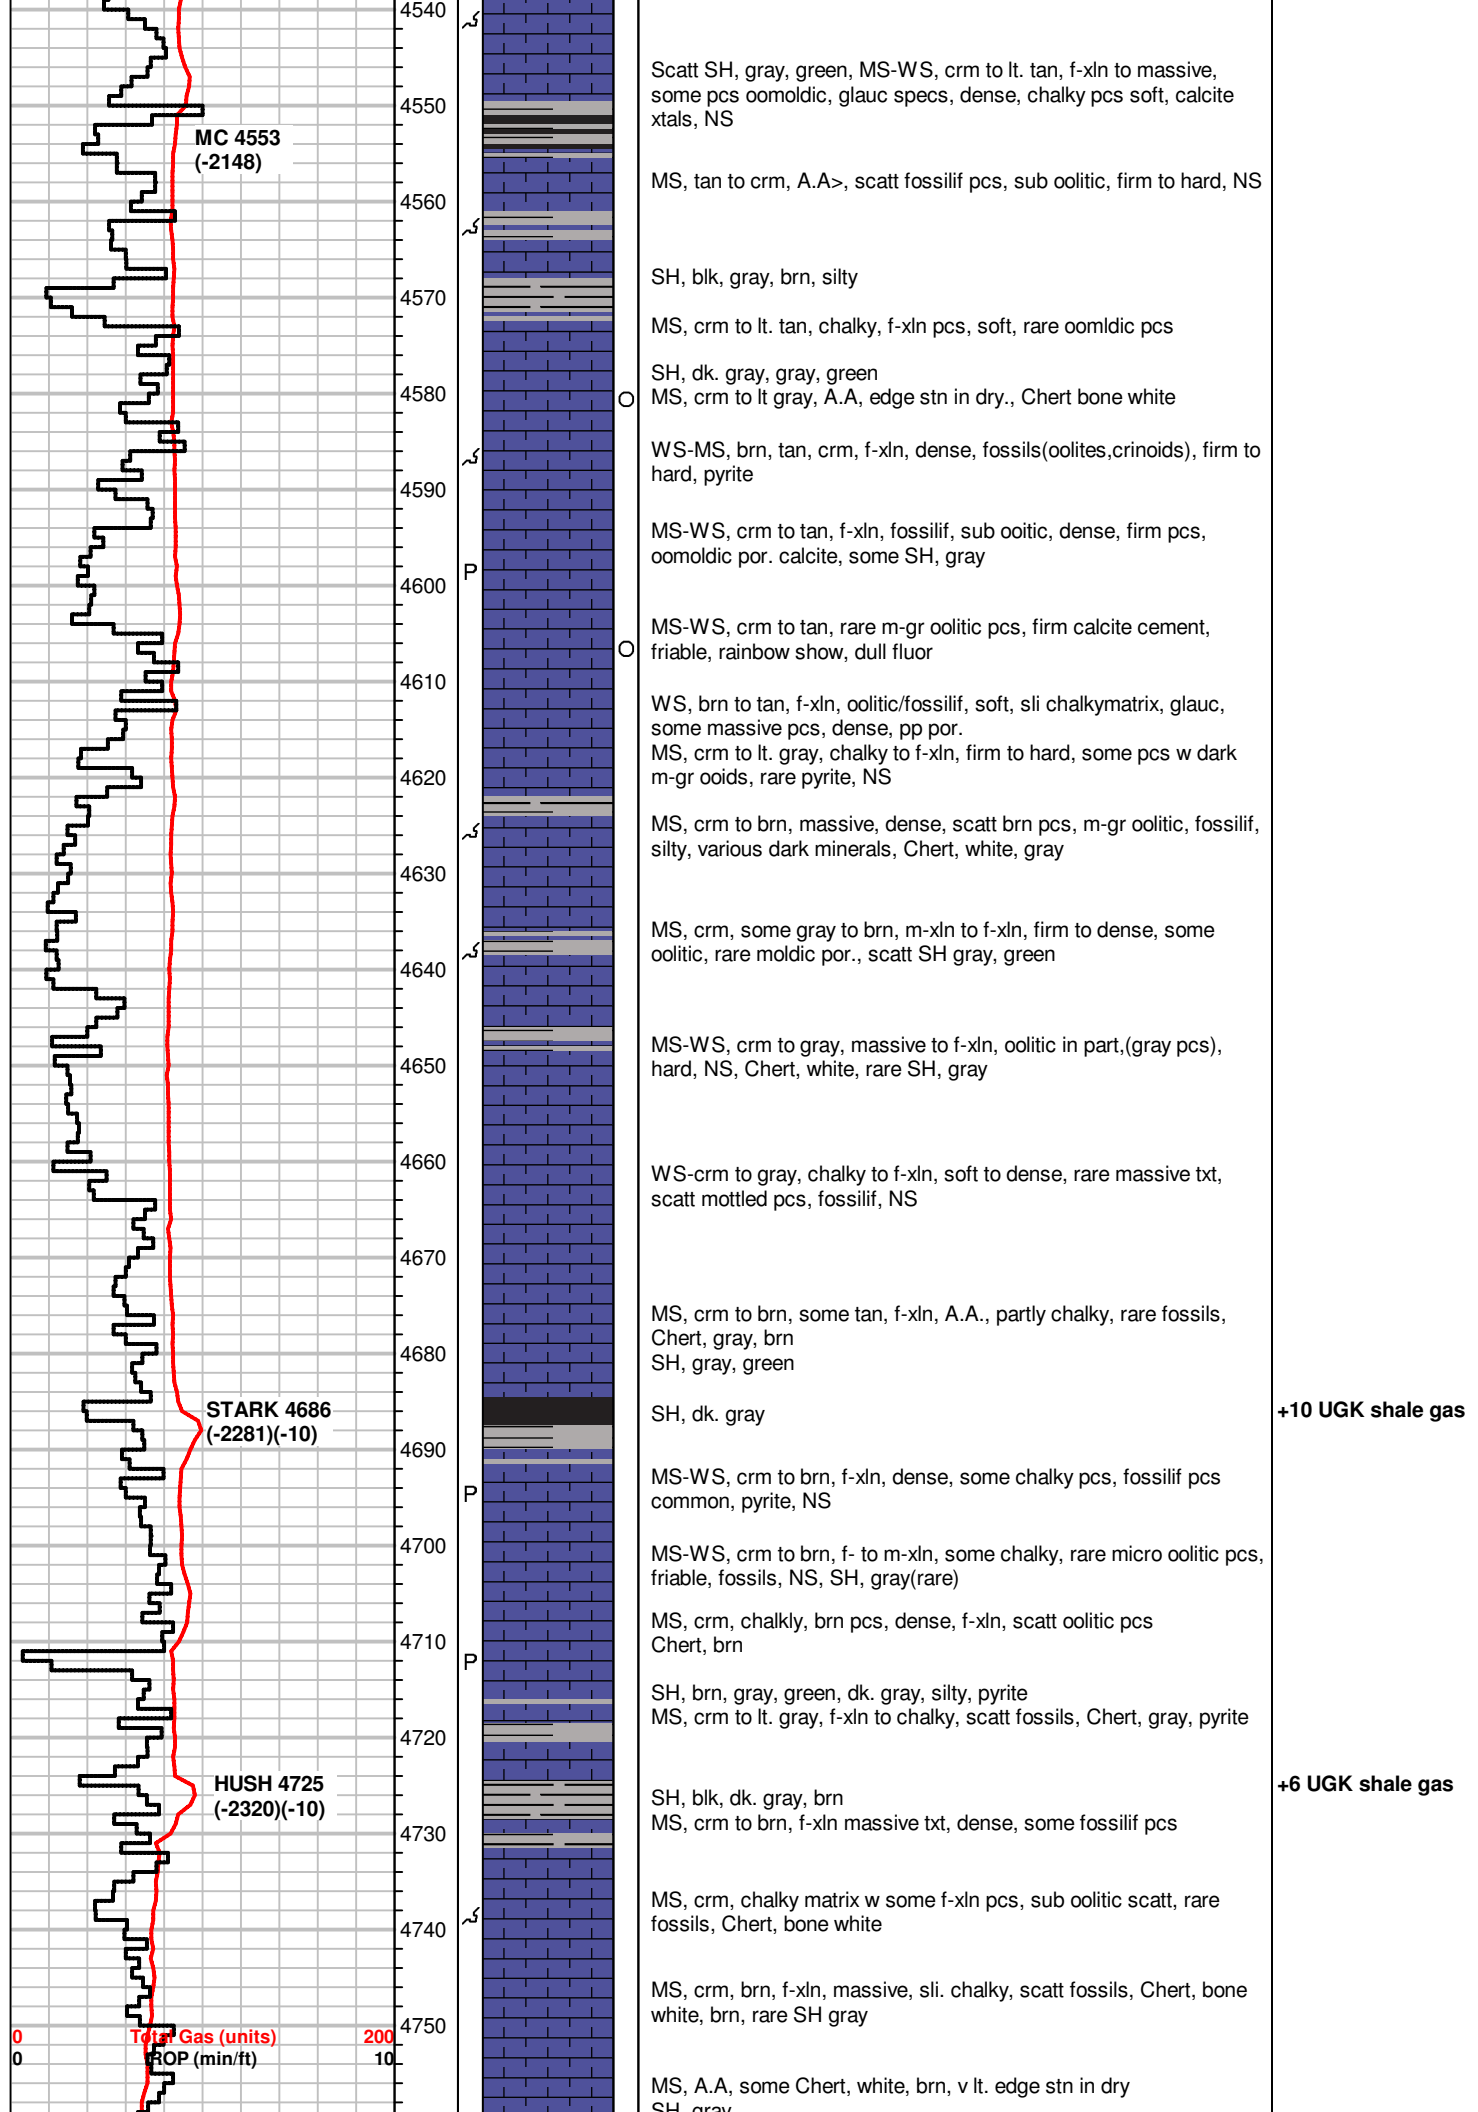 4540
Scatt SH, gray, green, MS-WS, crm to lt. tan, f-xln to massive,
some pcs oomoldic, glauc specs, dense, chalky pcs soft, calcite
xtals, NS
4550
MC 4553
(-2148)
MS, tan to crm, A.A>, scatt fossilif pcs, sub oolitic, firm to hard, NS
4560
SH, blk, gray, brn, silty
4570
MS, crm to lt. tan, chalky, f-xln pcs, soft, rare oomldic pcs
SH, dk. gray, gray, green
4580
MS, crm to lt gray, A.A, edge stn in dry., Chert bone white
WS-MS, brn, tan, crm, f-xln, dense, fossils(oolites,crinoids), firm to
hard, pyrite
4590
MS-WS, crm to tan, f-xln, fossilif, sub ooitic, dense, firm pcs,
oomoldic por. calcite, some SH, gray
P
4600
MS-WS, crm to tan, rare m-gr oolitic pcs, firm calcite cement,
friable, rainbow show, dull fluor
4610
WS, brn to tan, f-xln, oolitic/fossilif, soft, sli chalkymatrix, glauc,
some massive pcs, dense, pp por.
MS, crm to lt. gray, chalky to f-xln, firm to hard, some pcs w dark
m-gr ooids, rare pyrite, NS
4620
MS, crm to brn, massive, dense, scatt brn pcs, m-gr oolitic, fossilif,
silty, various dark minerals, Chert, white, gray
4630
MS, crm, some gray to brn, m-xln to f-xln, firm to dense, some
oolitic, rare moldic por., scatt SH gray, green
4640
MS-WS, crm to gray, massive to f-xln, oolitic in part,(gray pcs),
hard, NS, Chert, white, rare SH, gray
4650
4660
WS-crm to gray, chalky to f-xln, soft to dense, rare massive txt,
scatt mottled pcs, fossilif, NS
4670
MS, crm to brn, some tan, f-xln, A.A., partly chalky, rare fossils,
Chert, gray, brn
4680
SH, gray, green
STARK 4686
(-2281)(-10)
SH, dk. gray
+10 UGK shale gas
4690
MS-WS, crm to brn, f-xln, dense, some chalky pcs, fossilif pcs
common, pyrite, NS
P
4700
MS-WS, crm to brn, f- to m-xln, some chalky, rare micro oolitic pcs,
friable, fossils, NS, SH, gray(rare)
4710
MS, crm, chalkly, brn pcs, dense, f-xln, scatt oolitic pcs
Chert, brn
P
SH, brn, gray, green, dk. gray, silty, pyrite
MS, crm to lt. gray, f-xln to chalky, scatt fossils, Chert, gray, pyrite
4720
HUSH 4725
(-2320)(-10)
+6 UGK shale gas
SH, blk, dk. gray, brn
MS, crm to brn, f-xln massive txt, dense, some fossilif pcs
4730
MS, crm, chalky matrix w some f-xln pcs, sub oolitic scatt, rare
fossils, Chert, bone white
4740
MS, crm, brn, f-xln, massive, sli. chalky, scatt fossils, Chert, bone
white, brn, rare SH gray
4750
0 Total Gas (units) 200
0 ROP (min/ft) 10
MS, A.A, some Chert, white, brn, v lt. edge stn in dry
SH, gray